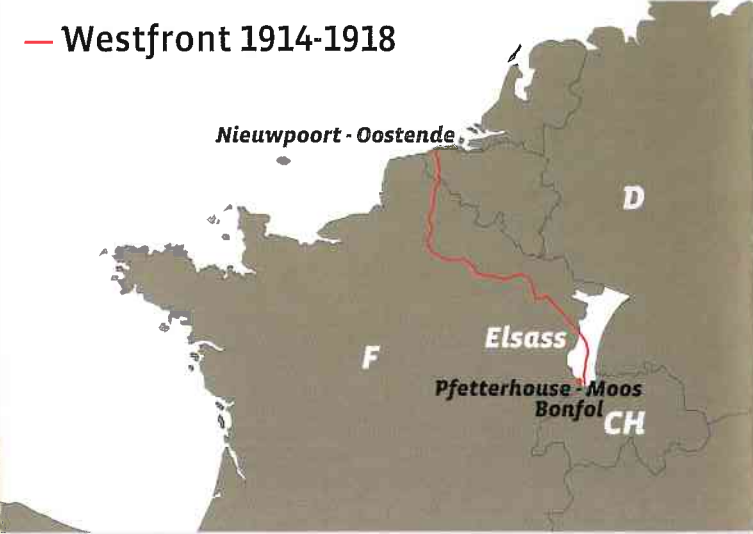 Westfront 1914-1918
Nieuwpoort - Oostende
D
Elsass
F
Pfetterhouse - Moos
Bonfol
CH